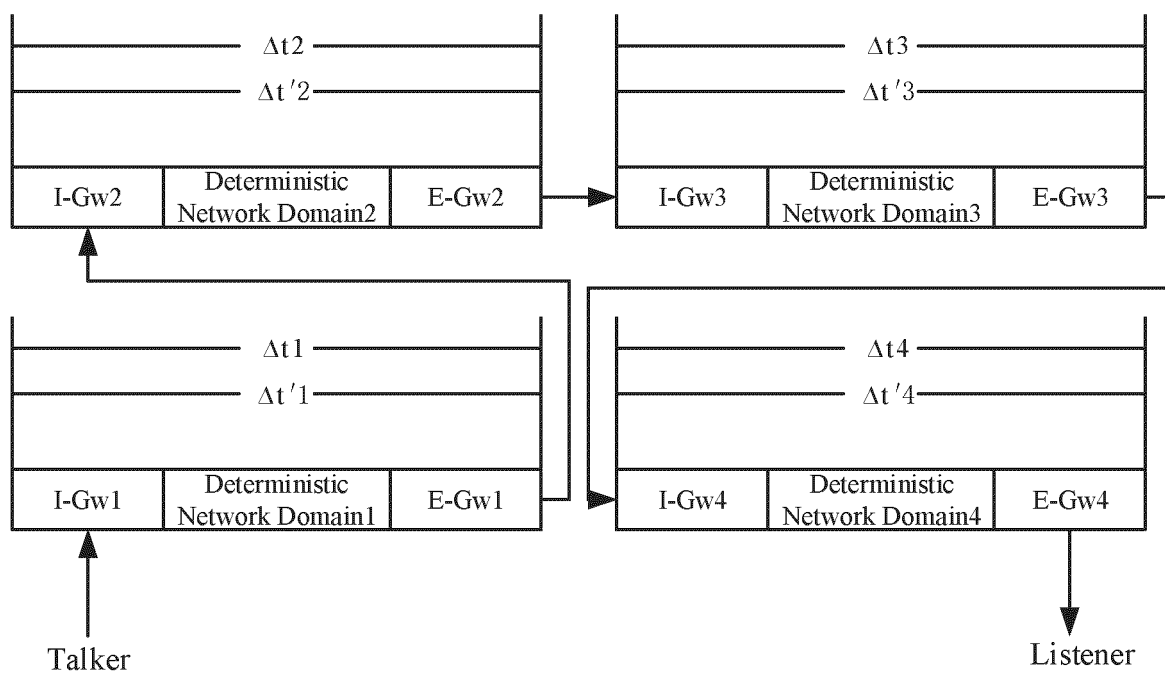 Δt2
Δt3
Δt'2
Δt'3
I-Gw2
Deterministic
Network Domain2
E-Gw2
I-Gw3
Deterministic
Network Domain3
E-Gw3
Δt1
Δt4
Δt'1
Δt'4
I-Gw1
Deterministic
Network Domain1
E-Gw1
I-Gw4
Deterministic
Network Domain4
E-Gw4
Talker
Listener